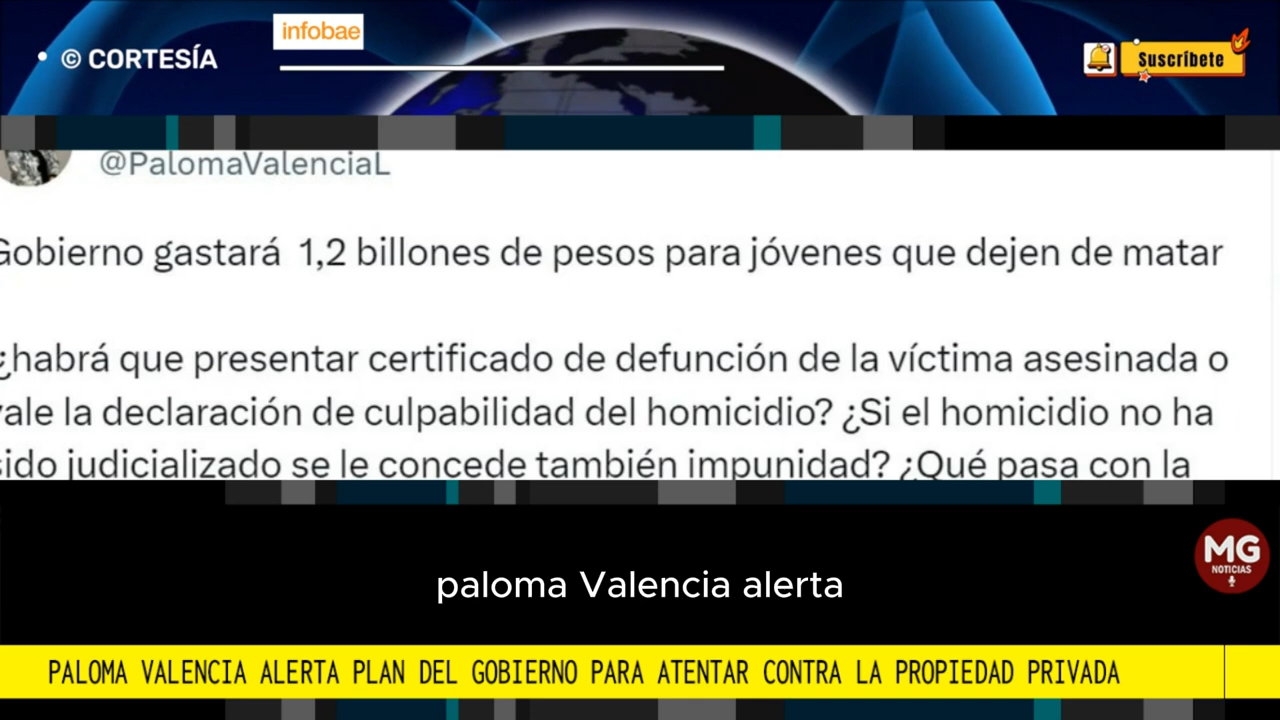 infobae
© CORTESÍA
Suscríbete
@PalomaValenciaL
Gobierno gastará 1,2 billones de pesos para jóvenes que dejen de matar
¿habrá que presentar certificado de defunción de la víctima asesinada o
vale la declaración de culpabilidad del homicidio? ¿Si el homicidio no ha
sido judicializado se le concede también impunidad? ¿Qué pasa con la
MG
NOTICIAS
paloma Valencia alerta
PALOMA VALENCIA ALERTA PLAN DEL GOBIERNO PARA ATENTAR CONTRA LA PROPIEDAD PRIVADA